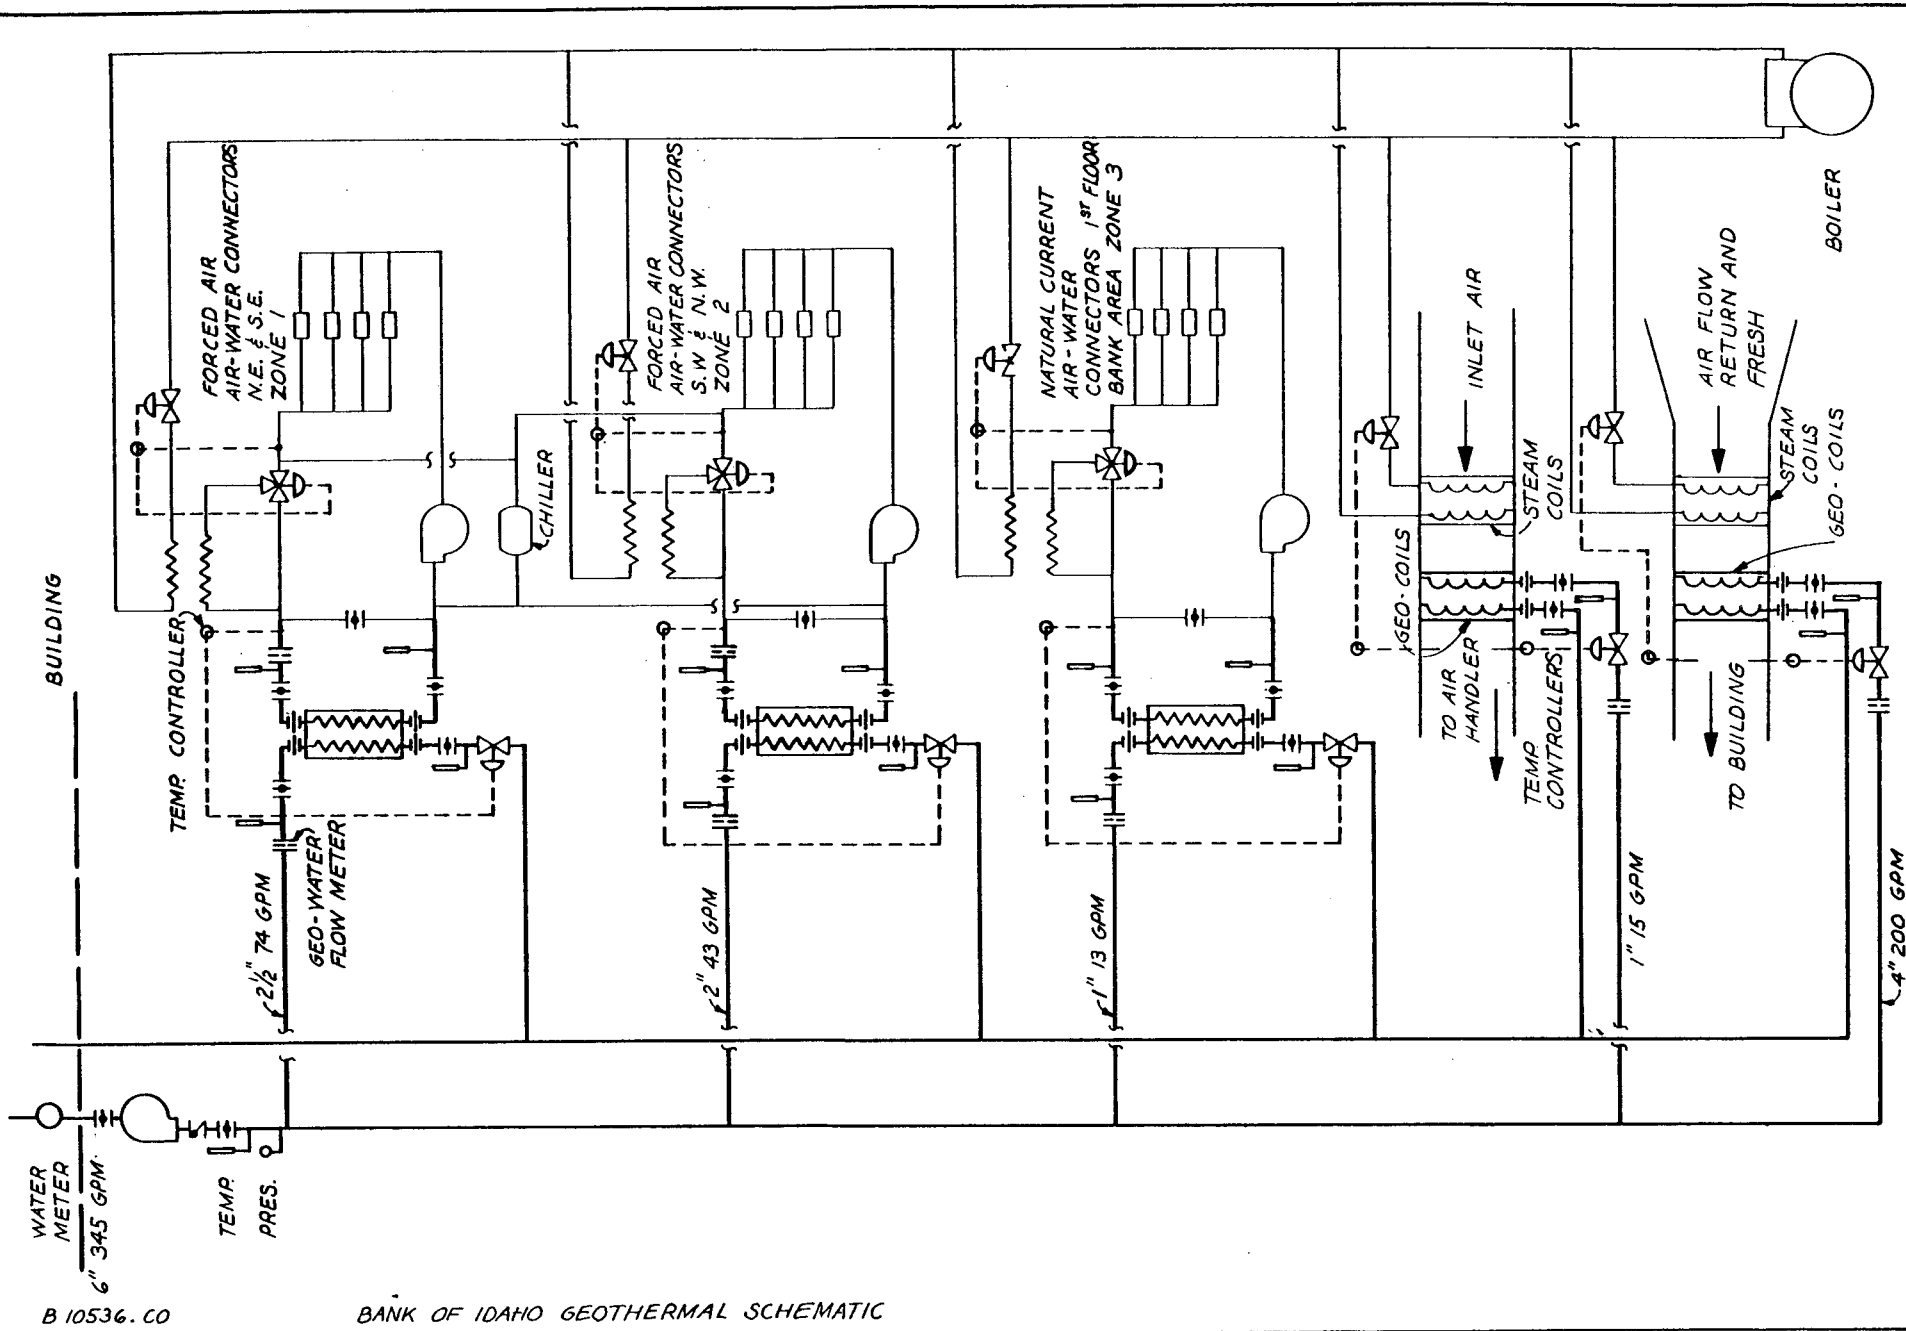 FORCED AIR
AIR-WATER CONNECTORS
N.E. & S.E.
ZONE 1
FORCED AIR
AIR-WATER CONNECTORS
S.W & N.W.
ZONE 2
NATURAL CURRENT
AIR-WATER
CONNECTORS 1ST FLOOR
BANK AREA ZONE 3
INLET AIR
AIR FLOW
RETURN AND
FRESH
BOILER
CHILLER
STEAM
COILS
STEAM
COILS
GEO-COILS
GEO-COILS
BUILDING
TEMP. CONTROLLER
TO AIR
HANDLER
TEMP.
CONTROLLERS
TO BUILDING
2½" 74 GPM
GEO-WATER
FLOW METER
2" 43 GPM
1" 13 GPM
1" 15 GPM
4" 200 GPM
WATER
METER
6" 345 GPM
TEMP.
PRES.
B 10536.CO
BANK OF IDAHO GEOTHERMAL SCHEMATIC